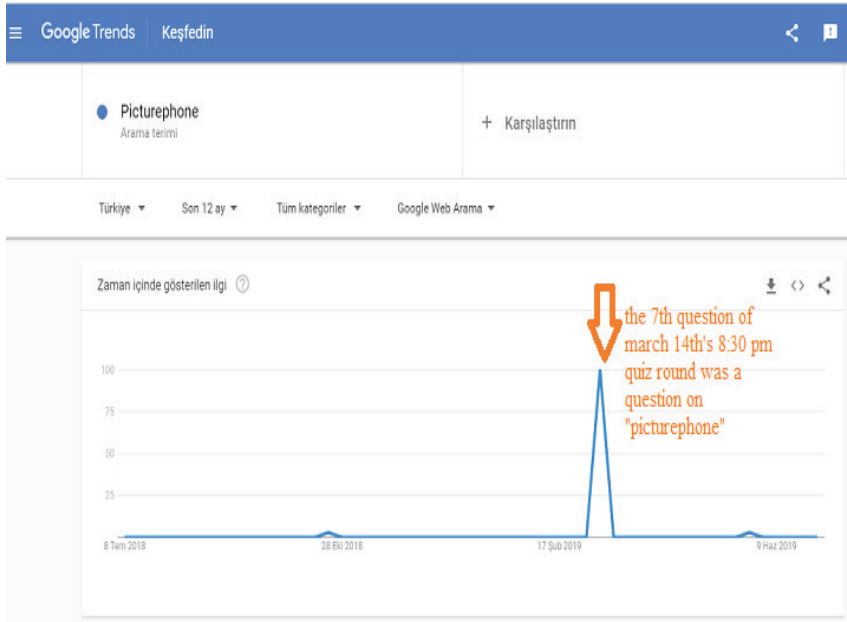 Google Trends Keşfedin
Picturephone
Arama terimi
+ Karşılaştırın
Türkiye Son 12 ay Tüm kategoriler Google Web Arama
Zaman içinde gösterilen ilgi
the 7th question of
march 14th's 8:30 pm
quiz round was a
question on
"picturephone"
100
75
50
25
8 Tem 2018 28 Eki 2018 17 Şub 2019 9 Haz 2019